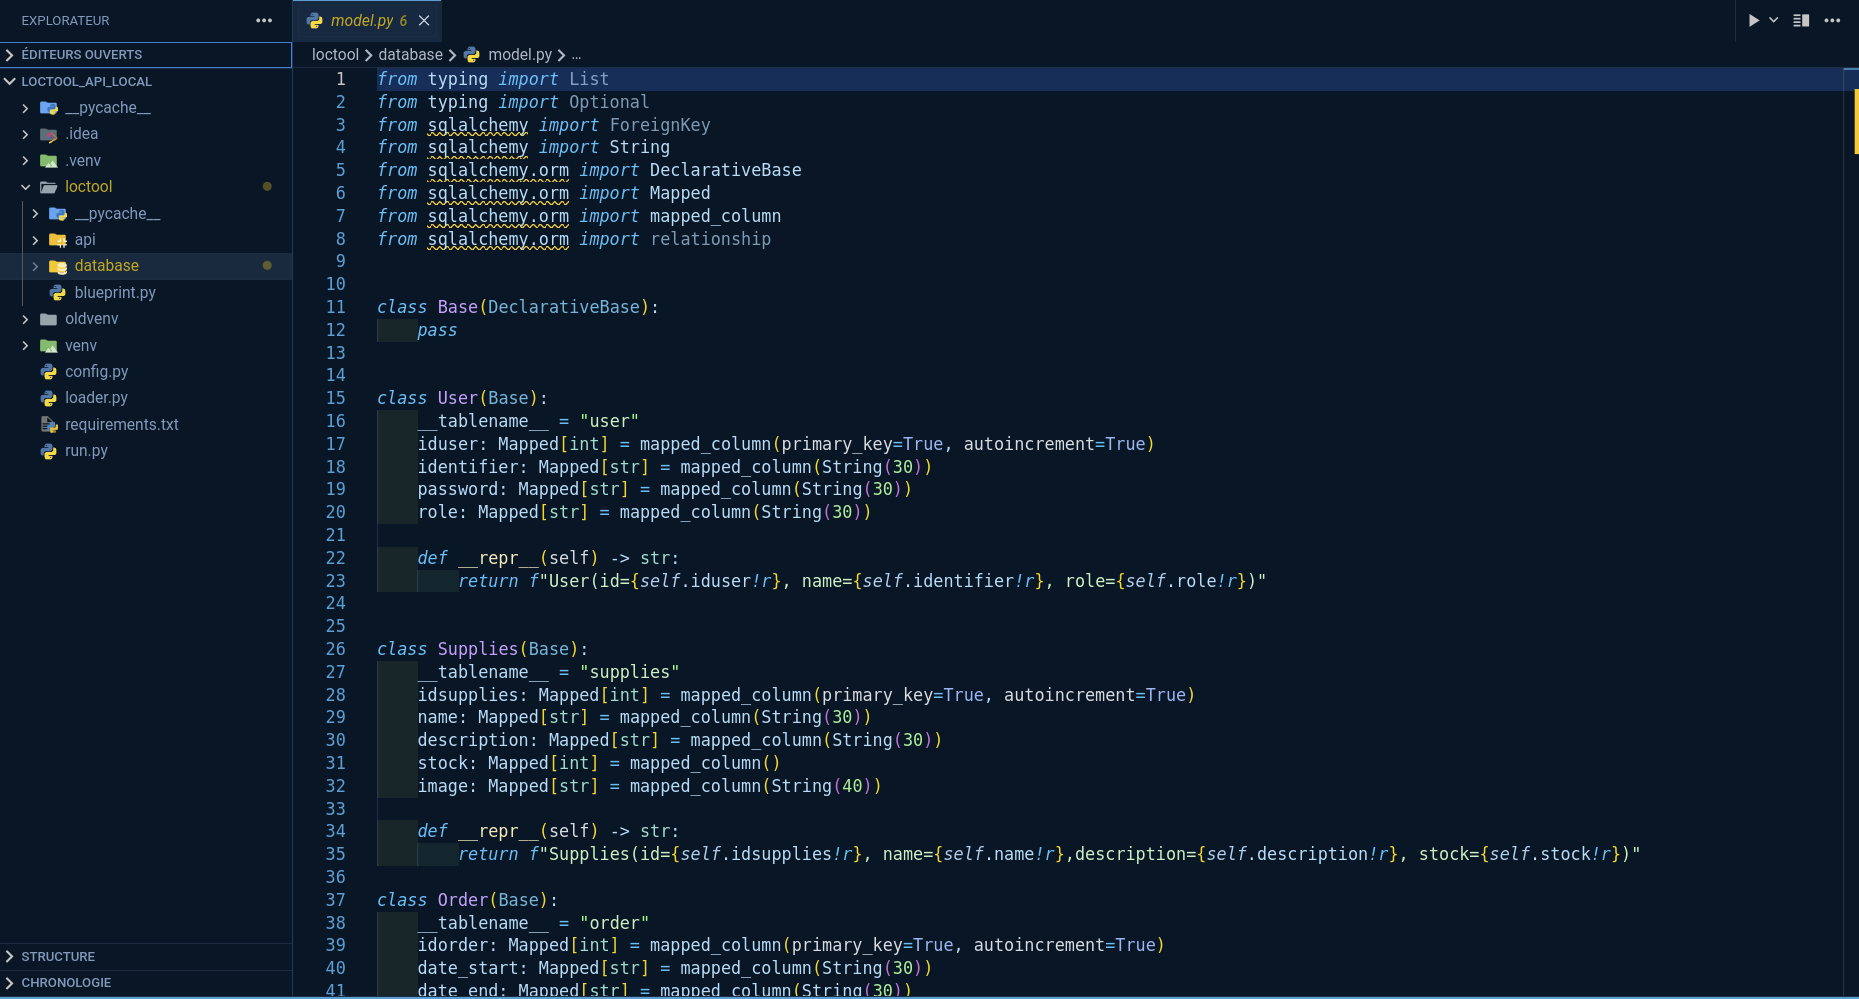 EXPLORATEUR
ÉDITEURS OUVERTS
LOCTOOL_API_LOCAL
__pycache__
.idea
.venv
loctool
__pycache__
api
database
blueprint.py
oldvenv
venv
config.py
loader.py
requirements.txt
run.py
STRUCTURE
CHRONOLOGIE
model.py 6
loctool > database > model.py > ...
1 from typing import List
2 from typing import Optional
3 from sqlalchemy import ForeignKey
4 from sqlalchemy import String
5 from sqlalchemy.orm import DeclarativeBase
6 from sqlalchemy.orm import Mapped
7 from sqlalchemy.orm import mapped_column
8 from sqlalchemy.orm import relationship
9
10
11 class Base(DeclarativeBase):
12     pass
13
14
15 class User(Base):
16     __tablename__ = "user"
17     iduser: Mapped[int] = mapped_column(primary_key=True, autoincrement=True)
18     identifier: Mapped[str] = mapped_column(String(30))
19     password: Mapped[str] = mapped_column(String(30))
20     role: Mapped[str] = mapped_column(String(30))
21
22     def __repr__(self) -> str:
23         return f"User(id={self.iduser!r}, name={self.identifier!r}, role={self.role!r})"
24
25
26 class Supplies(Base):
27     __tablename__ = "supplies"
28     idsupplies: Mapped[int] = mapped_column(primary_key=True, autoincrement=True)
29     name: Mapped[str] = mapped_column(String(30))
30     description: Mapped[str] = mapped_column(String(30))
31     stock: Mapped[int] = mapped_column()
32     image: Mapped[str] = mapped_column(String(40))
33
34     def __repr__(self) -> str:
35         return f"Supplies(id={self.idsupplies!r}, name={self.name!r},description={self.description!r}, stock={self.stock!r})"
36
37 class Order(Base):
38     __tablename__ = "order"
39     idorder: Mapped[int] = mapped_column(primary_key=True, autoincrement=True)
40     date_start: Mapped[str] = mapped_column(String(30))
41     date_end: Mapped[str] = mapped_column(String(30))